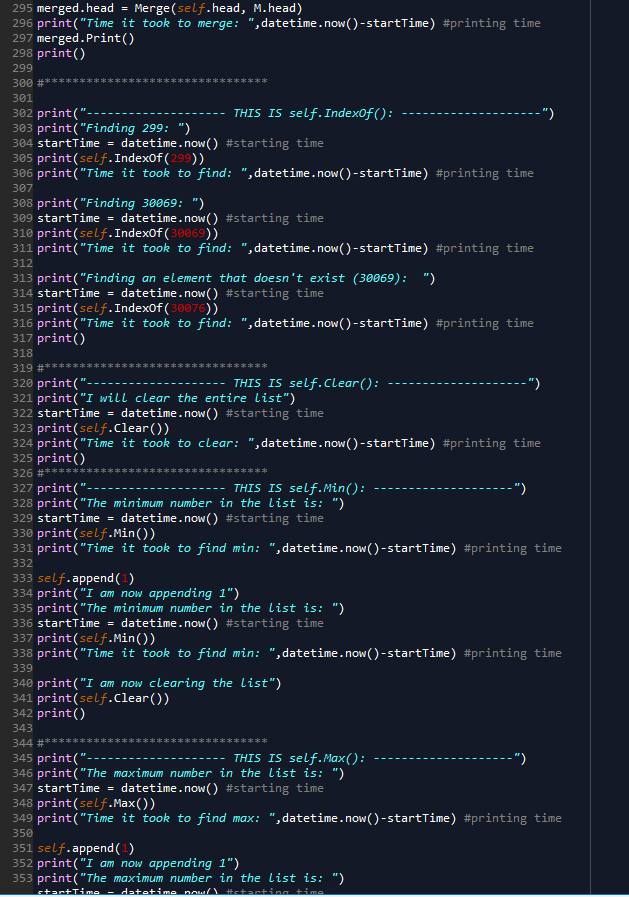 295 merged.head = Merge(self.head, M.head)
296 print("Time it took to merge: ",datetime.now()-startTime) #printing time
297 merged.Print()
298 print()
299
300 #********************************
301
302 print("-------------------- THIS IS self.IndexOf(): --------------------")
303 print("Finding 299: ")
304 startTime = datetime.now() #starting time
305 print(self.IndexOf(299))
306 print("Time it took to find: ",datetime.now()-startTime) #printing time
307
308 print("Finding 30069: ")
309 startTime = datetime.now() #starting time
310 print(self.IndexOf(30069))
311 print("Time it took to find: ",datetime.now()-startTime) #printing time
312
313 print("Finding an element that doesn't exist (30069):  ")
314 startTime = datetime.now() #starting time
315 print(self.IndexOf(30076))
316 print("Time it took to find: ",datetime.now()-startTime) #printing time
317 print()
318
319 #********************************
320 print("-------------------- THIS IS self.Clear(): --------------------")
321 print("I will clear the entire list")
322 startTime = datetime.now() #starting time
323 print(self.Clear())
324 print("Time it took to clear: ",datetime.now()-startTime) #printing time
325 print()
326 #********************************
327 print("-------------------- THIS IS self.Min(): --------------------")
328 print("The minimum number in the list is: ")
329 startTime = datetime.now() #starting time
330 print(self.Min())
331 print("Time it took to find min: ",datetime.now()-startTime) #printing time
332
333 self.append(1)
334 print("I am now appending 1")
335 print("The minimum number in the list is: ")
336 startTime = datetime.now() #starting time
337 print(self.Min())
338 print("Time it took to find min: ",datetime.now()-startTime) #printing time
339
340 print("I am now clearing the list")
341 print(self.Clear())
342 print()
343
344 #********************************
345 print("-------------------- THIS IS self.Max(): --------------------")
346 print("The maximum number in the list is: ")
347 startTime = datetime.now() #starting time
348 print(self.Max())
349 print("Time it took to find max: ",datetime.now()-startTime) #printing time
350
351 self.append(1)
352 print("I am now appending 1")
353 print("The maximum number in the list is: ")
startTime = datetime.now() #starting time